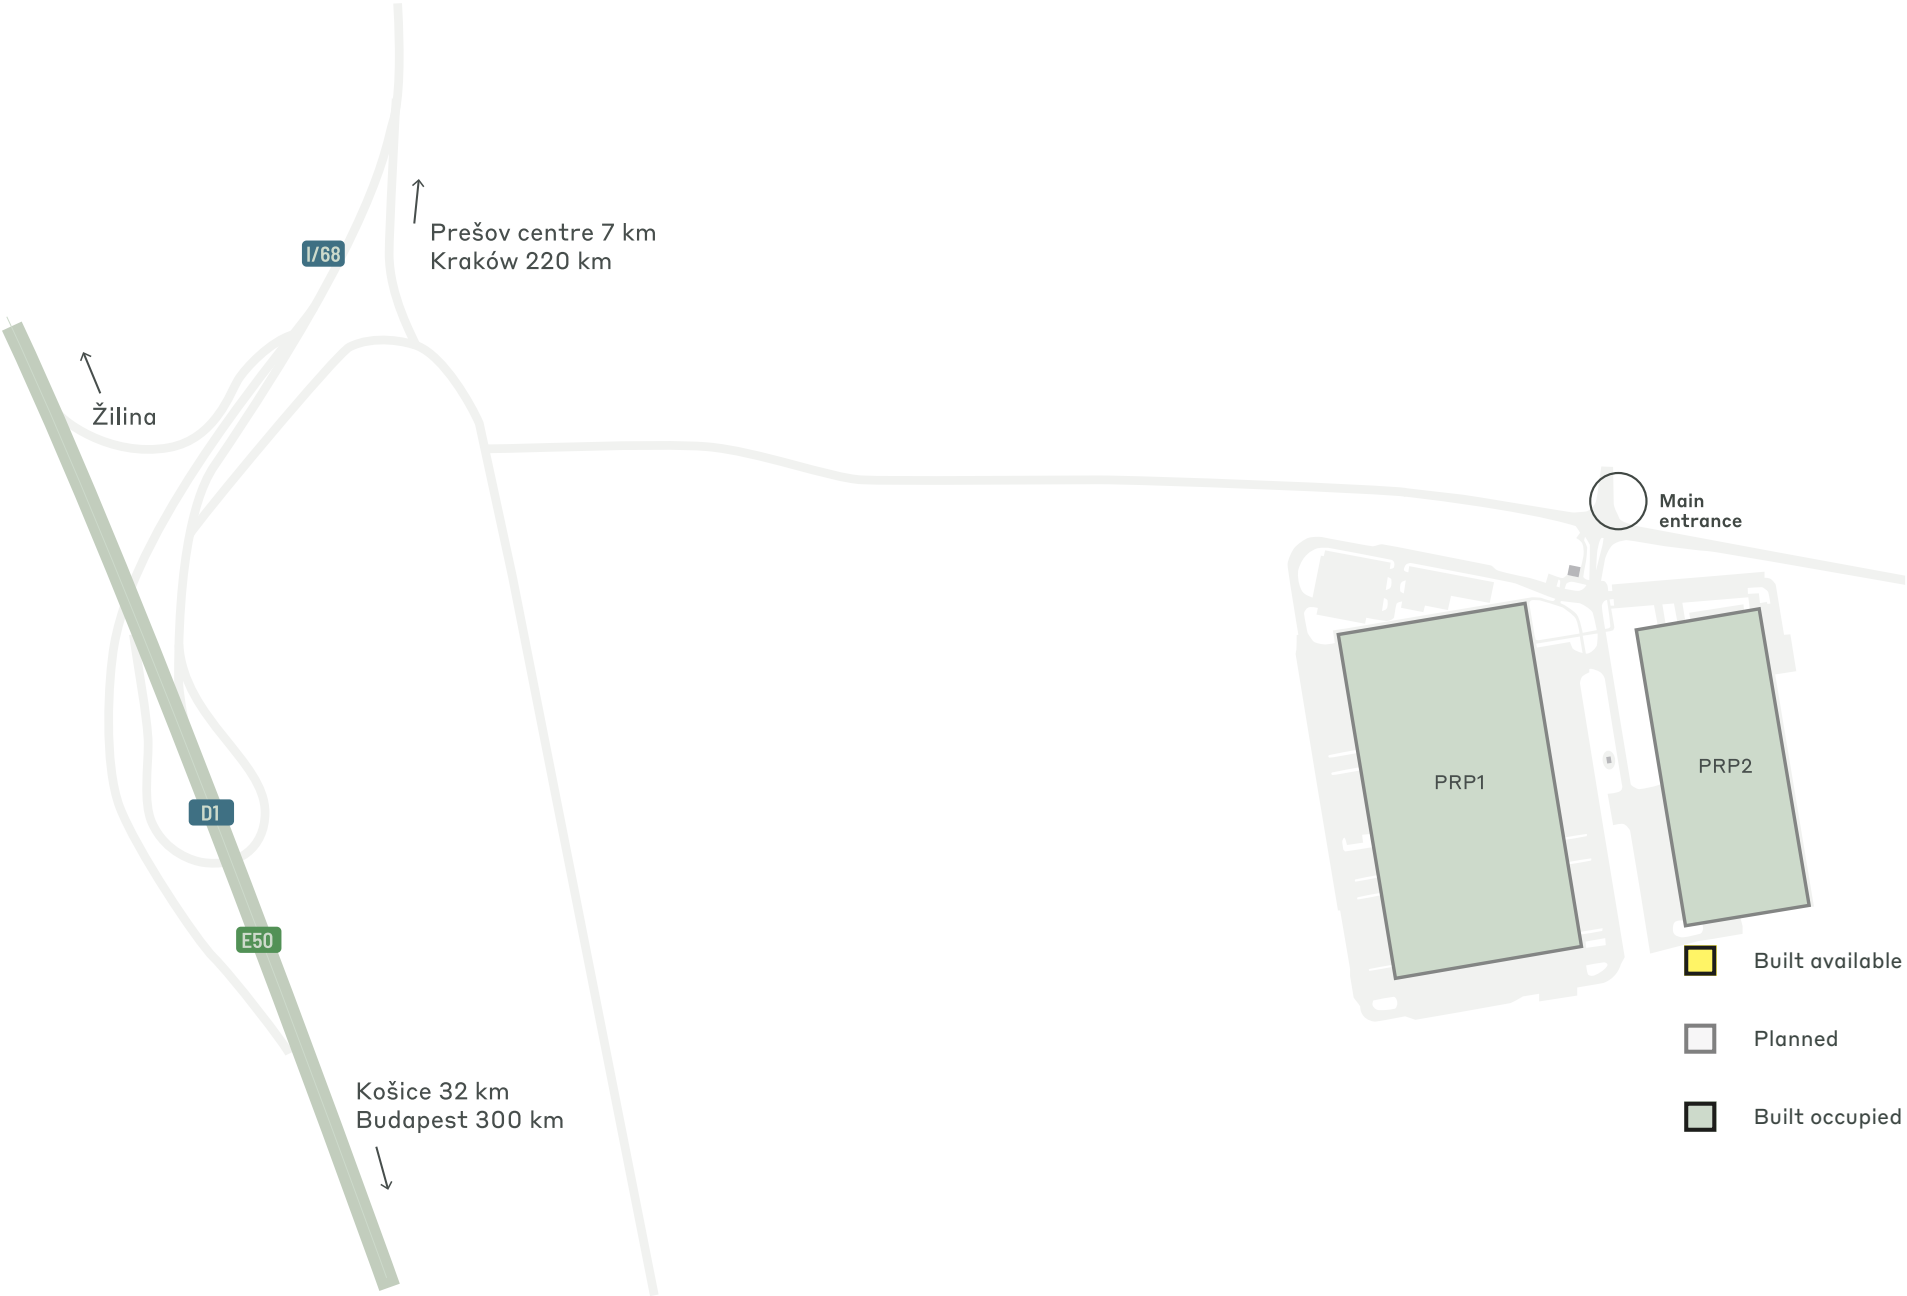 I/68
Prešov centre 7 km
Kraków 220 km
Žilina
Main
entrance
PRP1
PRP2
D1
E50
Built available
Planned
Built occupied
Košice 32 km
Budapest 300 km